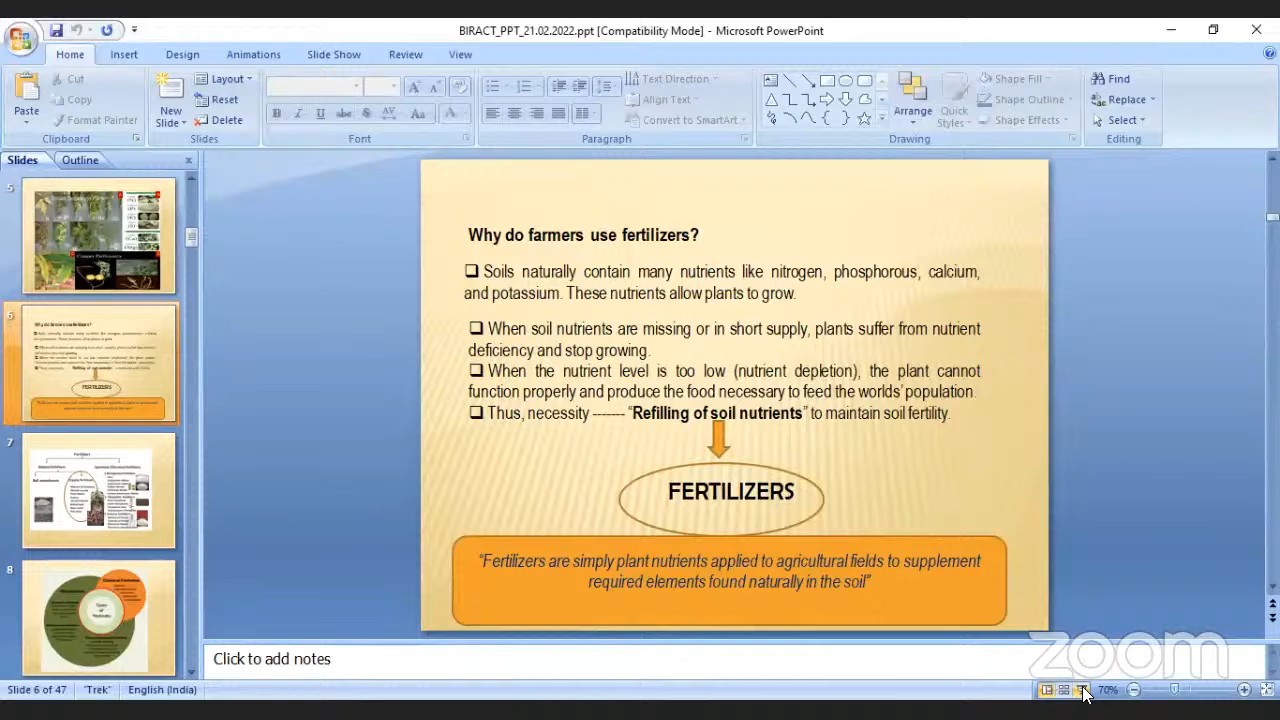 BIRACT_PPT_21.02.2022.ppt [Compatibility Mode] - Microsoft PowerPoint
Home Insert Design Animations Slide Show Review View
Paste
Cut
Copy
Format Painter
Clipboard
New Slide
Layout
Reset
Delete
Slides
B I U abc S AV Aa A
Font
Text Direction
Align Text
Convert to SmartArt
Paragraph
Arrange
Quick Styles
Shape Fill
Shape Outline
Shape Effects
Drawing
Find
Replace
Select
Editing
Slides Outline
5
6
7
8
Why do farmers use fertilizers?
Soils naturally contain many nutrients like nitrogen, phosphorous, calcium,
and potassium. These nutrients allow plants to grow.
When soil nutrients are missing or in short supply, plants suffer from nutrient
deficiency and stop growing.
When the nutrient level is too low (nutrient depletion), the plant cannot
function properly and produce the food necessary to feed the worlds' population.
Thus, necessity ------- “Refilling of soil nutrients” to maintain soil fertility.
FERTILIZERS
“Fertilizers are simply plant nutrients applied to agricultural fields to supplement
required elements found naturally in the soil”
Click to add notes
zoom
Slide 6 of 47 "Trek" English (India) 70%